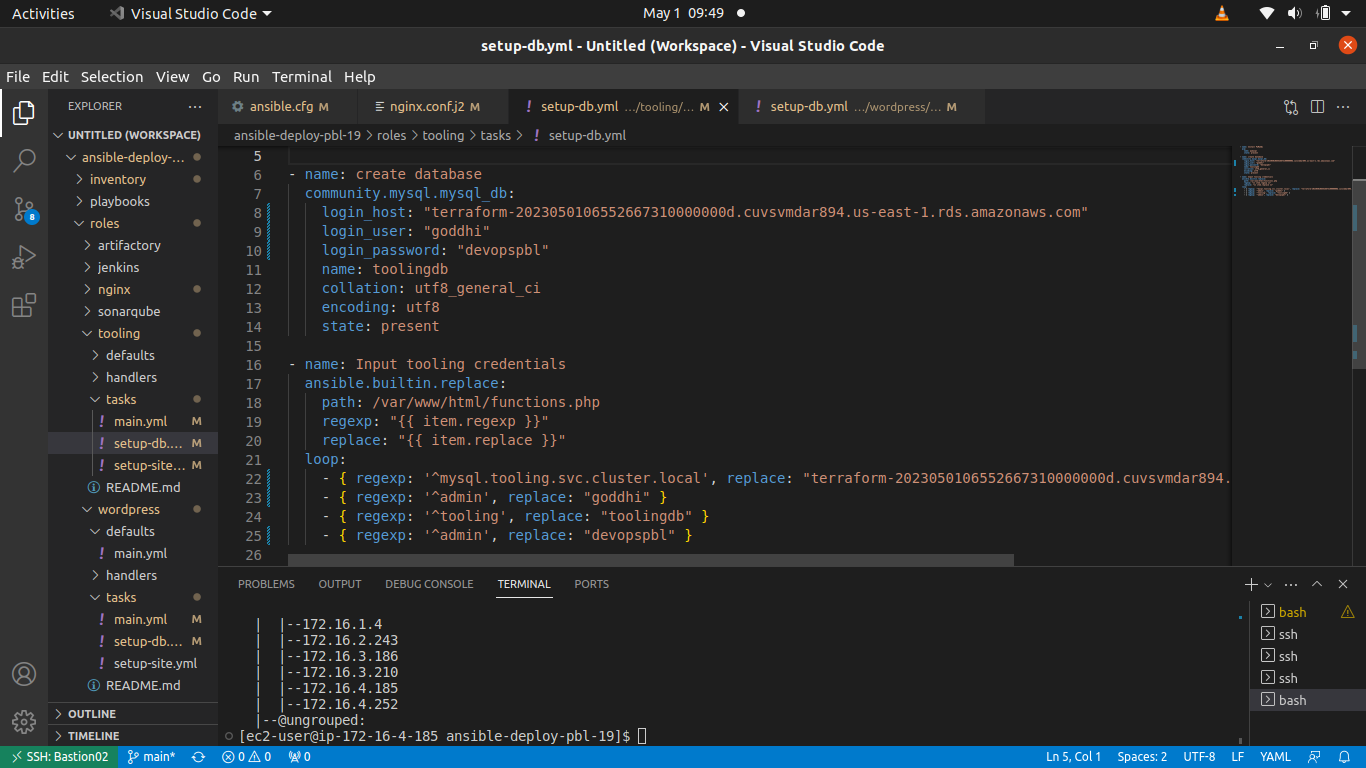 Activities
Visual Studio Code
May 1 09:49
setup-db.yml - Untitled (Workspace) - Visual Studio Code
File Edit Selection View Go Run Terminal Help
EXPLORER
ansible.cfg M
nginx.conf.j2 M
setup-db.yml .../tooling/... M
setup-db.yml .../wordpress/... M
UNTITLED (WORKSPACE)
ansible-deploy-...
inventory
playbooks
roles
artifactory
jenkins
nginx
sonarqube
tooling
defaults
handlers
tasks
main.yml M
setup-db.... M
setup-site... M
README.md
wordpress
defaults
main.yml
handlers
tasks
main.yml M
setup-db.... M
setup-site.yml
README.md
OUTLINE
TIMELINE
8
ansible-deploy-pbl-19 > roles > tooling > tasks > ! setup-db.yml
5
6 - name: create database
7 community.mysql.mysql_db:
8 login_host: "terraform-20230501065526673100000​00d.cuvsvmdar894.us-east-1.rds.amazonaws.com"
9 login_user: "goddhi"
10 login_password: "devopspbl"
11 name: toolingdb
12 collation: utf8_general_ci
13 encoding: utf8
14 state: present
15
16 - name: Input tooling credentials
17 ansible.builtin.replace:
18 path: /var/www/html/functions.php
19 regexp: "{{ item.regexp }}"
20 replace: "{{ item.replace }}"
21 loop:
22 - { regexp: '^mysql.tooling.svc.cluster.local', replace: "terraform-20230501065526673100000​00d.cuvsvmdar894.
23 - { regexp: '^admin', replace: "goddhi" }
24 - { regexp: '^tooling', replace: "toolingdb" }
25 - { regexp: '^admin', replace: "devopspbl" }
26
PROBLEMS OUTPUT DEBUG CONSOLE TERMINAL PORTS
| |--172.16.1.4
| |--172.16.2.243
| |--172.16.3.186
| |--172.16.3.210
| |--172.16.4.185
| |--172.16.4.252
|--@ungrouped:
[ec2-user@ip-172-16-4-185 ansible-deploy-pbl-19]$
bash
ssh
ssh
ssh
bash
SSH: Bastion02 main* 0 0 0 Ln 5, Col 1 Spaces: 2 UTF-8 LF YAML